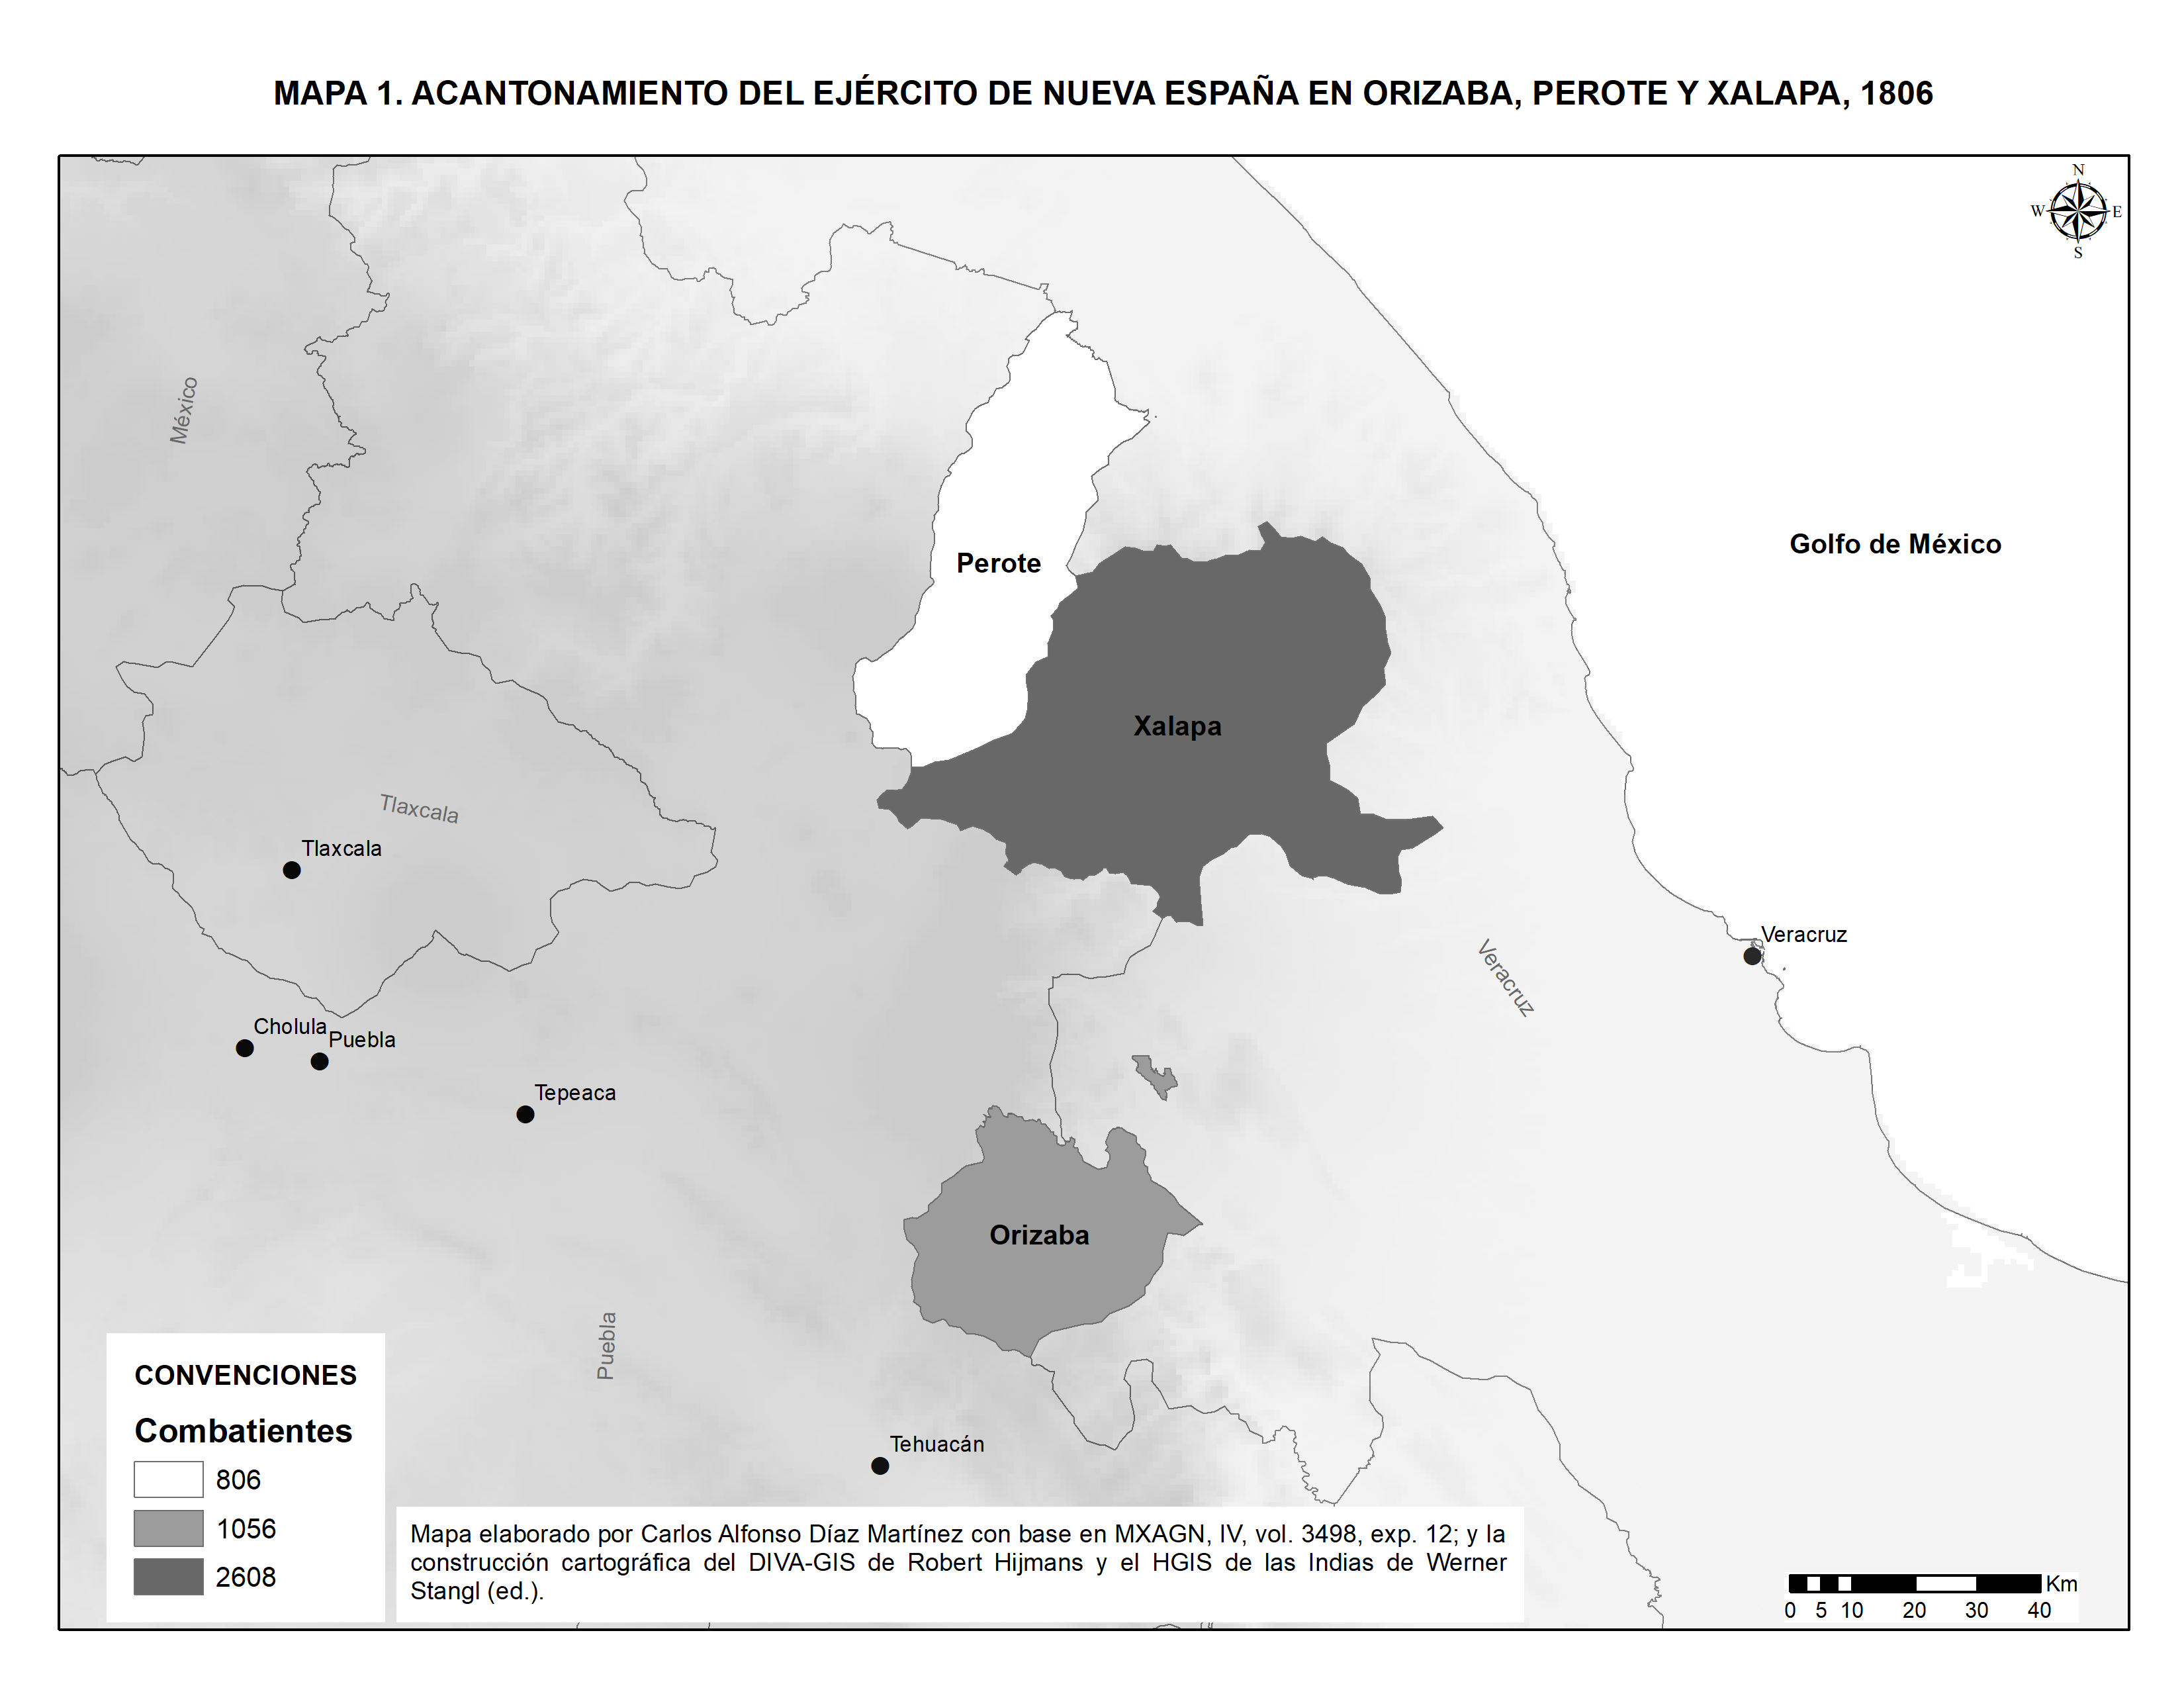 MAPA 1. ACANTONAMIENTO DEL EJÉRCITO DE NUEVA ESPAÑA EN ORIZABA, PEROTE Y XALAPA, 1806
N
W
E
S
México
Golfo de México
Perote
Xalapa
Tlaxcala
Tlaxcala
Veracruz
Veracruz
Cholula
Puebla
Tepeaca
Orizaba
Puebla
Tehuacán
CONVENCIONES
Combatientes
806
1056
2608
Mapa elaborado por Carlos Alfonso Díaz Martínez con base en MXAGN, IV, vol. 3498, exp. 12; y la
construcción cartográfica del DIVA-GIS de Robert Hijmans y el HGIS de las Indias de Werner
Stangl (ed.).
Km
0 5 10 20 30 40